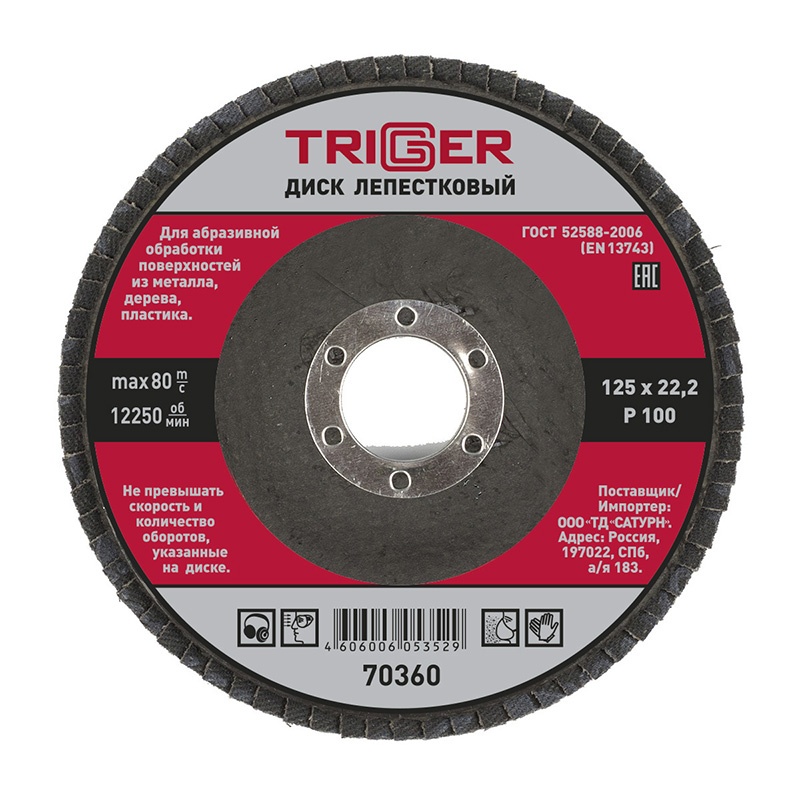 TRIGGER
ДИСК ЛЕПЕСТКОВЫЙ
Для абразивной
обработки
поверхностей
из металла,
дерева,
пластика.
ГОСТ 52588-2006
(EN 13743)
EAC
max 80 m/c
12250 об/мин
125 x 22,2
P 100
Не превышать
скорость и
количество
оборотов,
указанные
на диске.
Поставщик/
Импортер:
ООО "ТД "САТУРН".
Адрес: Россия,
197022, СПб,
а/я 183.
4 606006 053529
70360